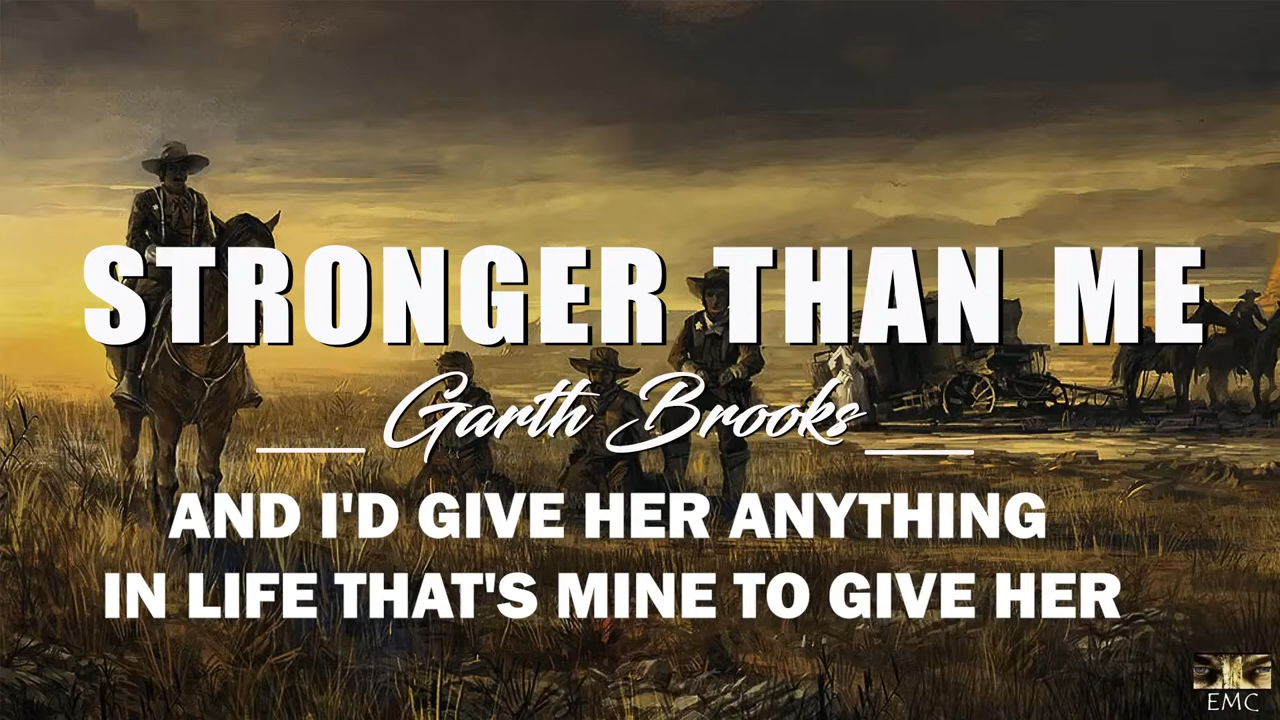 STRONGER THAN ME
Garth Brooks
AND I'D GIVE HER ANYTHING
IN LIFE THAT'S MINE TO GIVE HER
EMC